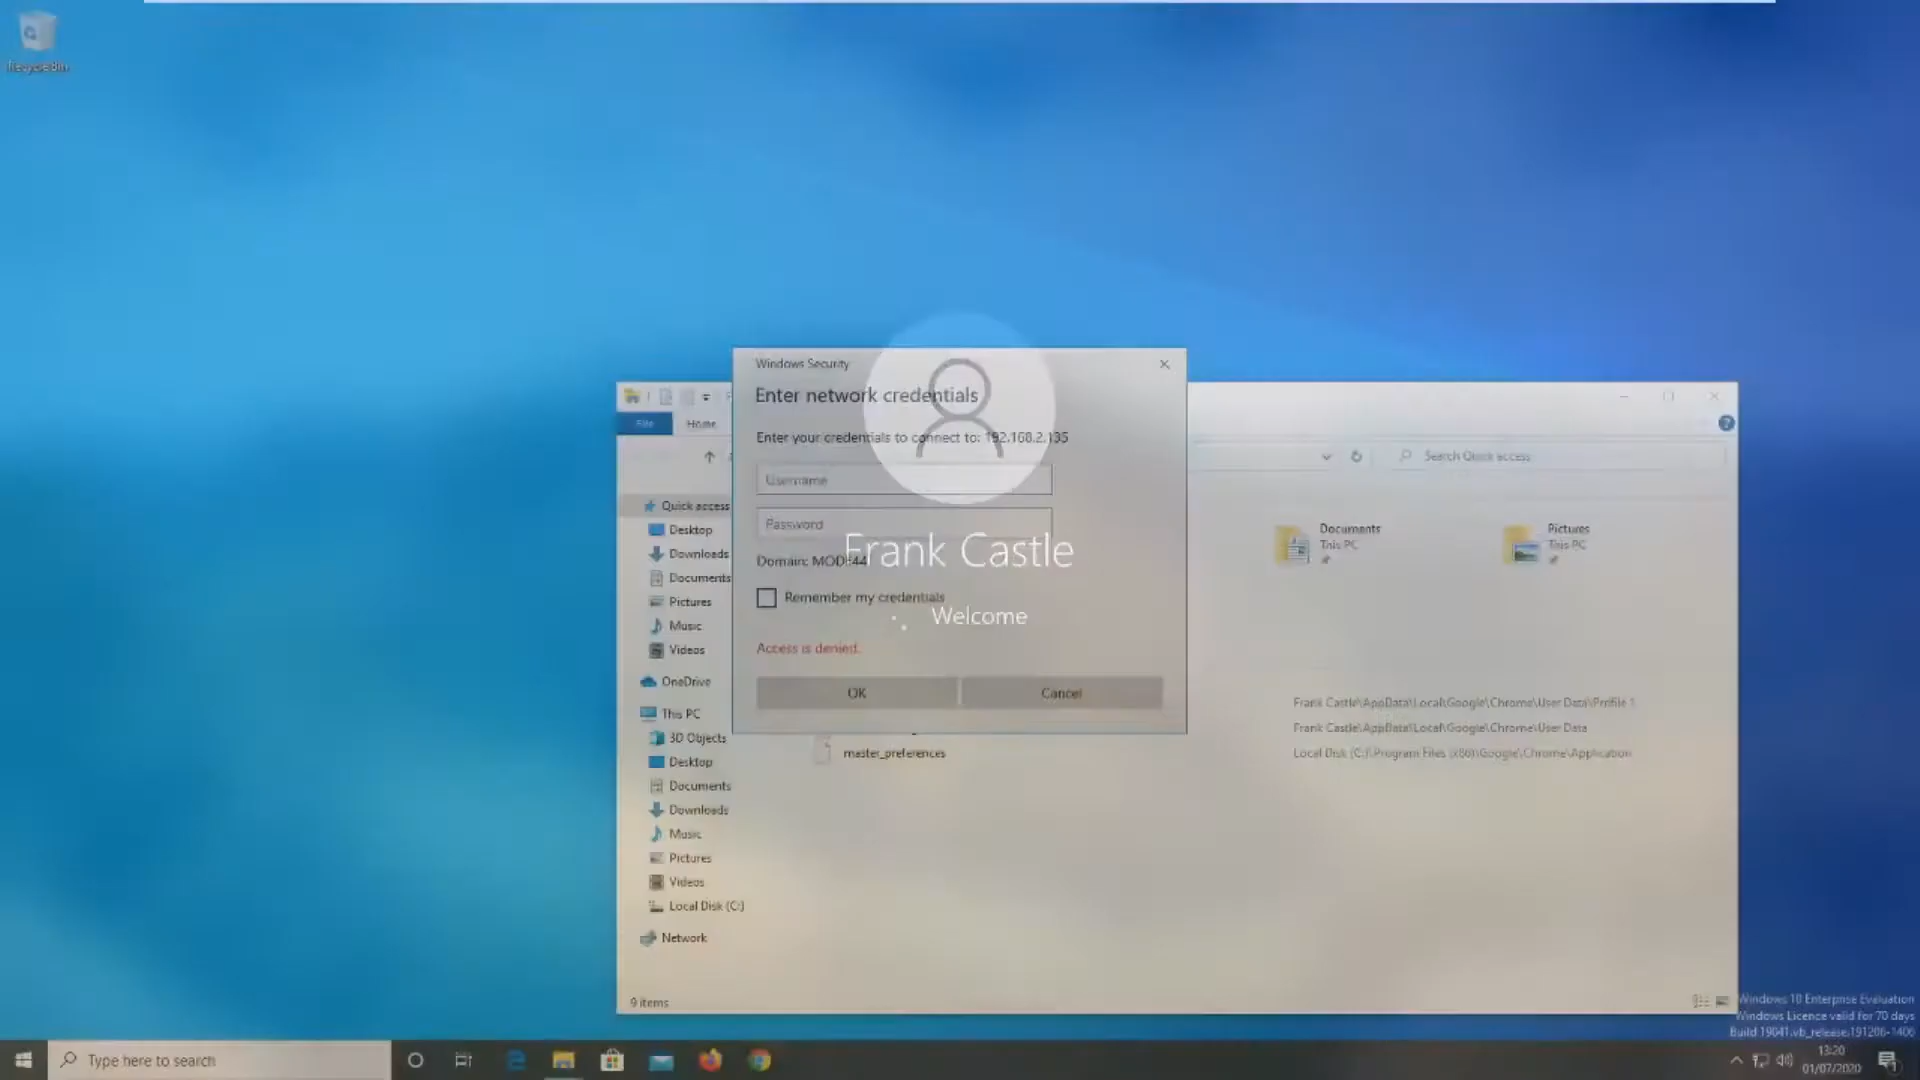 Recycle Bin
Windows Security
Enter network credentials
Enter your credentials to connect to: 192.168.2.135
Username
Password
Frank Castle
Remember my credentials
Welcome
Access is denied.
OK
Cancel
File
Home
Search Quick access
Quick access
Desktop
Downloads
Documents
Pictures
Music
Videos
OneDrive
This PC
3D Objects
Desktop
Documents
Downloads
Music
Pictures
Videos
Local Disk (C:)
Network
Documents
This PC
Pictures
This PC
Frank Castle\AppData\Local\Google\Chrome\User Data\Profile 1
Frank Castle\AppData\Local\Google\Chrome\User Data
master_preferences
Local Disk (C:)\Program Files (x86)\Google\Chrome\Application
9 items
Windows 10 Enterprise Evaluation
Windows Licence valid for 70 days
Build 19041.vb_release.191206-1406
Type here to search
13:20
01/07/2020